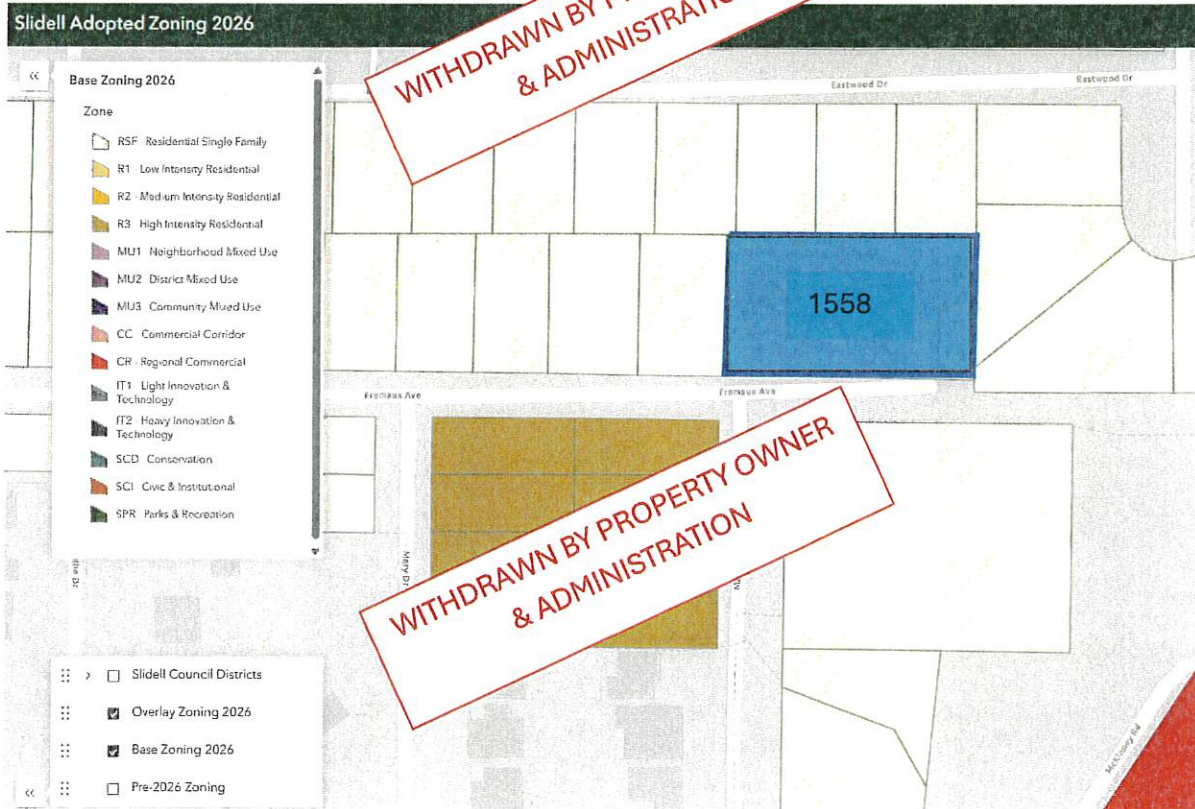 Slidell Adopted Zoning 2026
WITHDRAWN BY
& ADMINISTRATIO
Base Zoning 2026
Zone
RSF Residential Single Family
R1 Low Intensity Residential
R2 Medium Intensity Residential
R3 High Intensity Residential
MU1 Neighborhood Mixed Use
MU2 District Mixed Use
MU3 Community Mixed Use
CC Commercial Corridor
CR - Regional Commercial
IT1 Light Innovation &
Technology
IT2 Heavy Innovation &
Technology
SCD Conservation
SCI Civic & Institutional
SPR Parks & Recreation
Eastwood Dr
Eastwood Dr
1558
Fremaux Ave
Fremaux Ave
WITHDRAWN BY PROPERTY OWNER
& ADMINISTRATION
Mary Dr
McKinney Rd
Slidell Council Districts
Overlay Zoning 2026
Base Zoning 2026
Pre-2026 Zoning